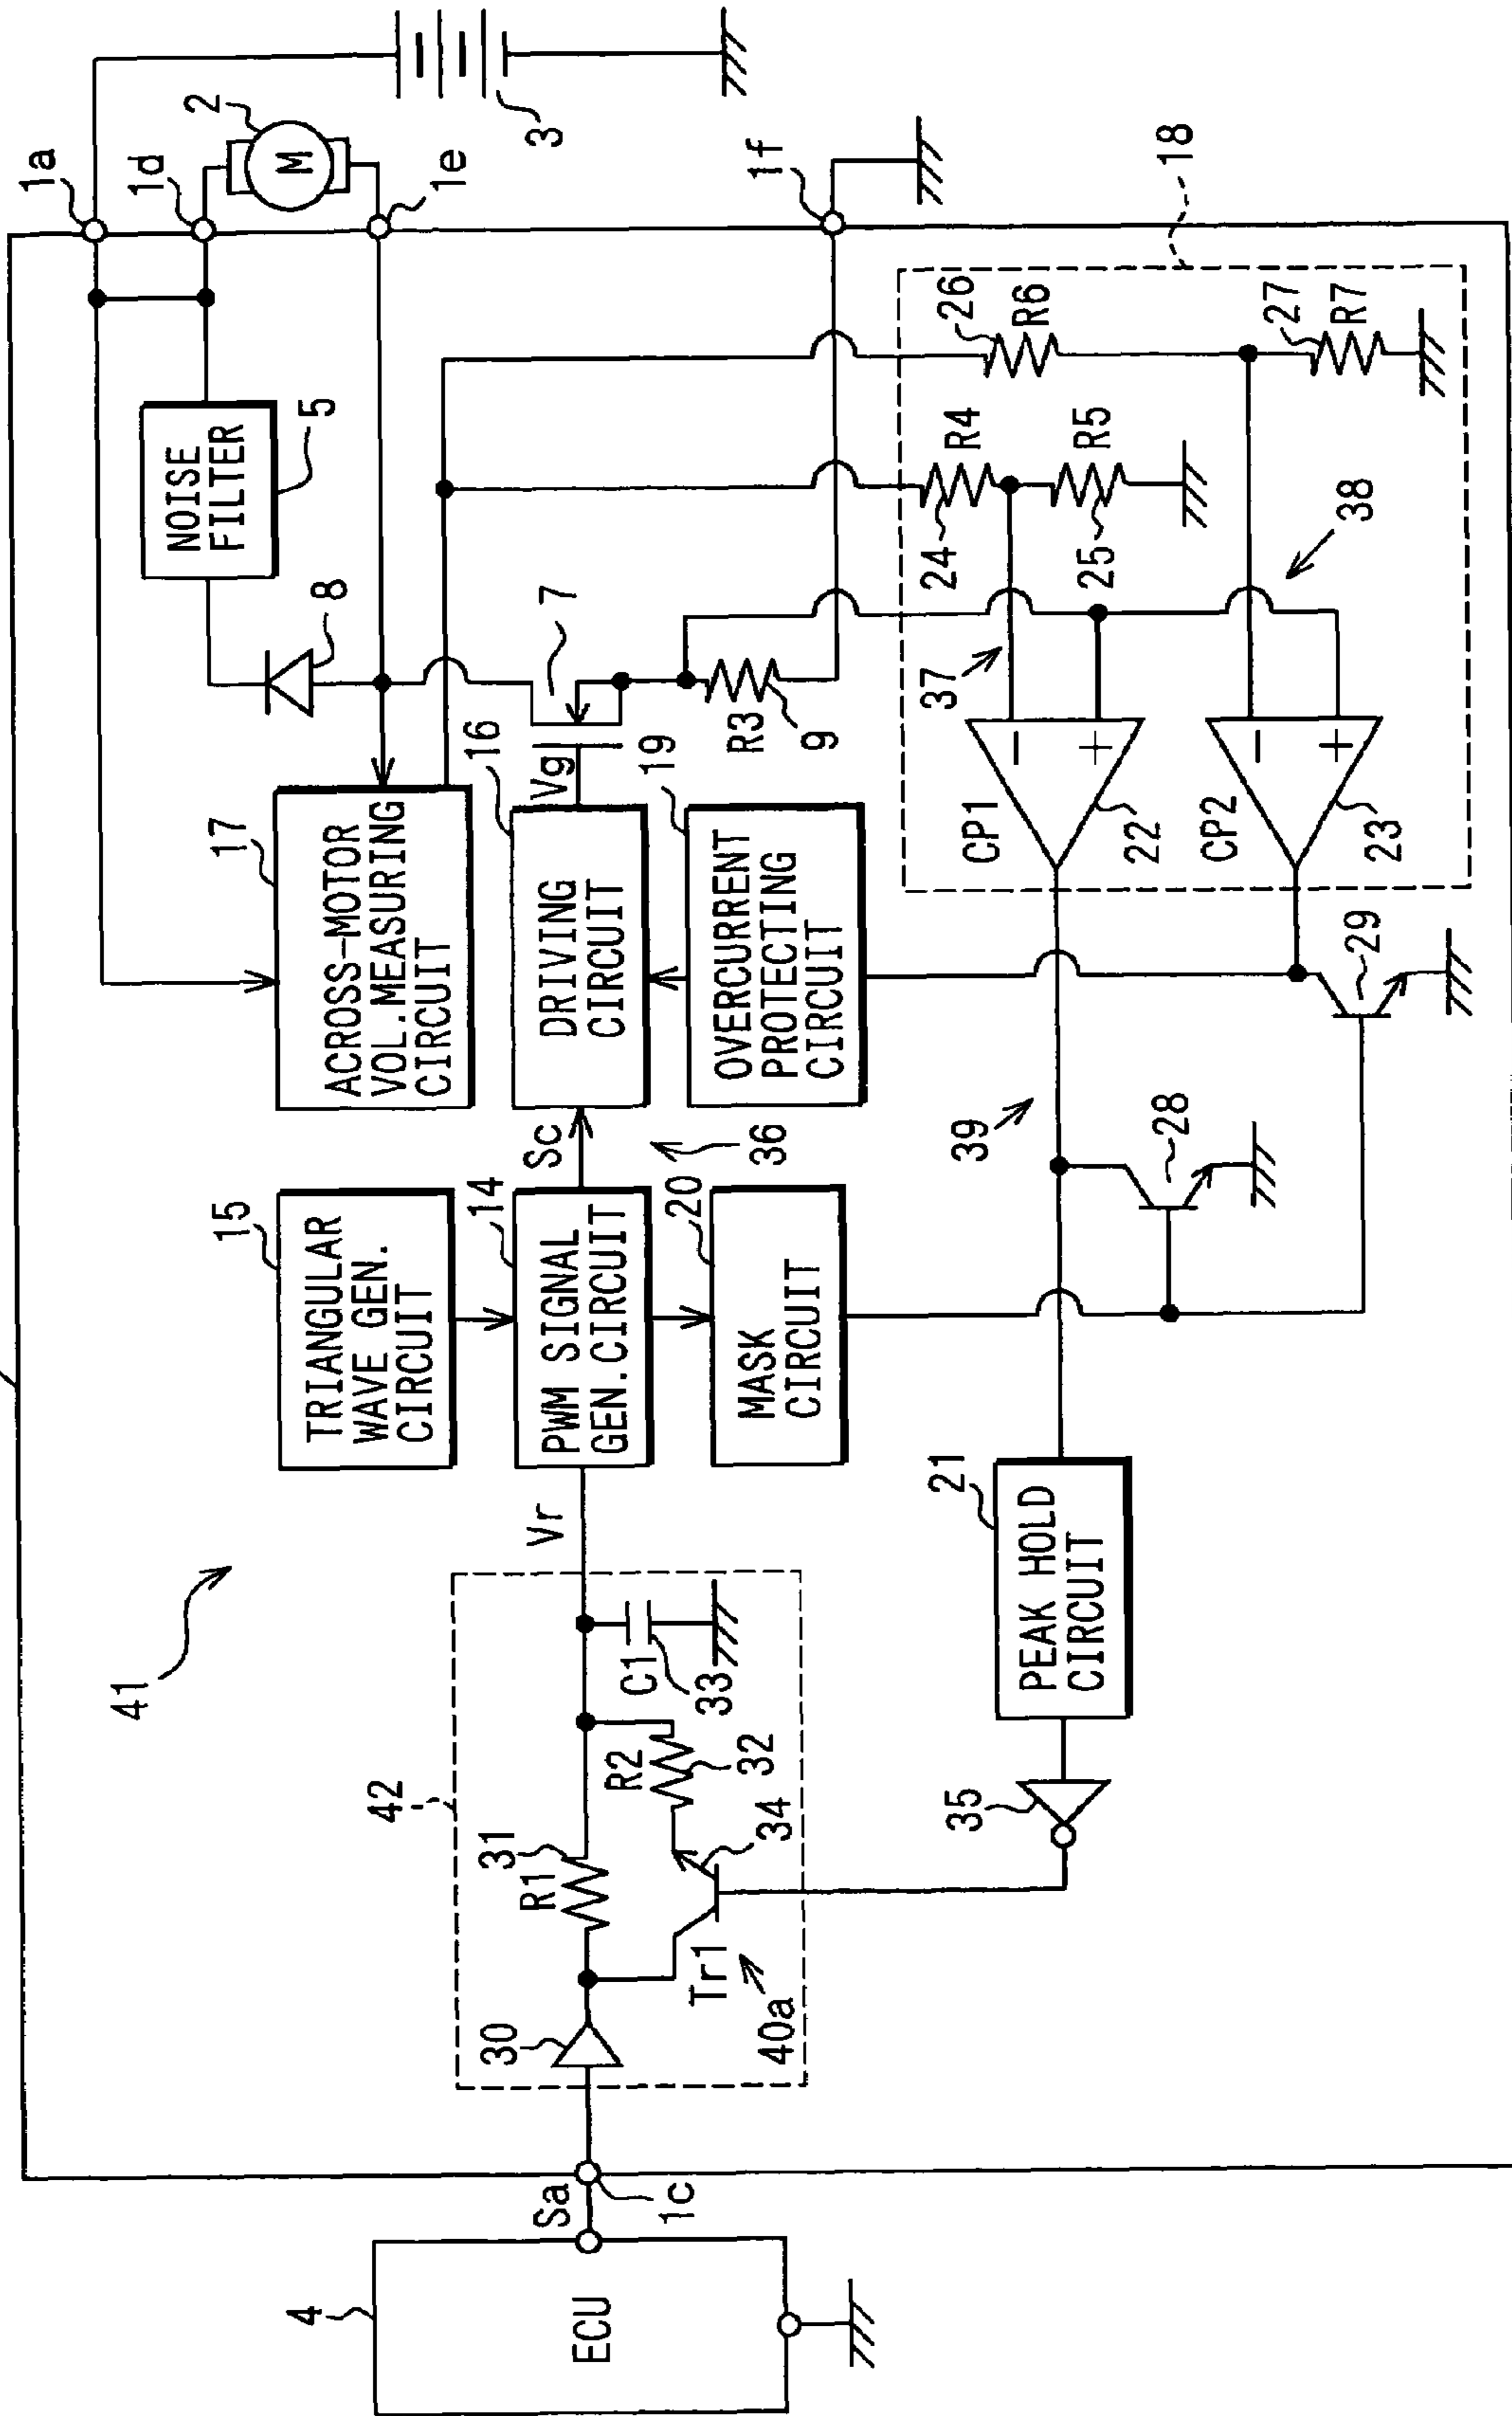 41
1a
1d
2
M
1e
3
1f
NOISE
FILTER
5
8
7
17
ACROSS-MOTOR
VOL.MEASURING
CIRCUIT
16
DRIVING
CIRCUIT
Vg
19
OVERCURRENT
PROTECTING
CIRCUIT
R3
9
15
TRIANGULAR
WAVE GEN.
CIRCUIT
14
PWM SIGNAL
GEN.CIRCUIT
Sc
36
20
MASK
CIRCUIT
Vr
42
30
R1
31
R2
32
C1
33
34
Tr1
40a
4
ECU
Sa
1c
35
21
PEAK HOLD
CIRCUIT
39
28
29
18
37
CP1
22
CP2
23
38
24
R4
25
R5
26
R6
27
R7